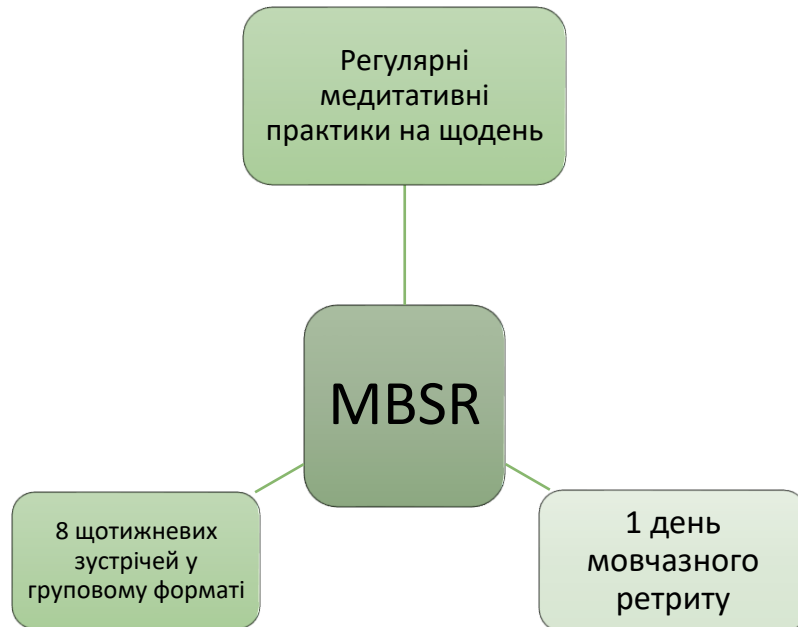 Регулярні
медитативні
практики на щодень
MBSR
8 щотижневих
зустрічей у
груповому форматі
1 день
мовчазного
ретриту